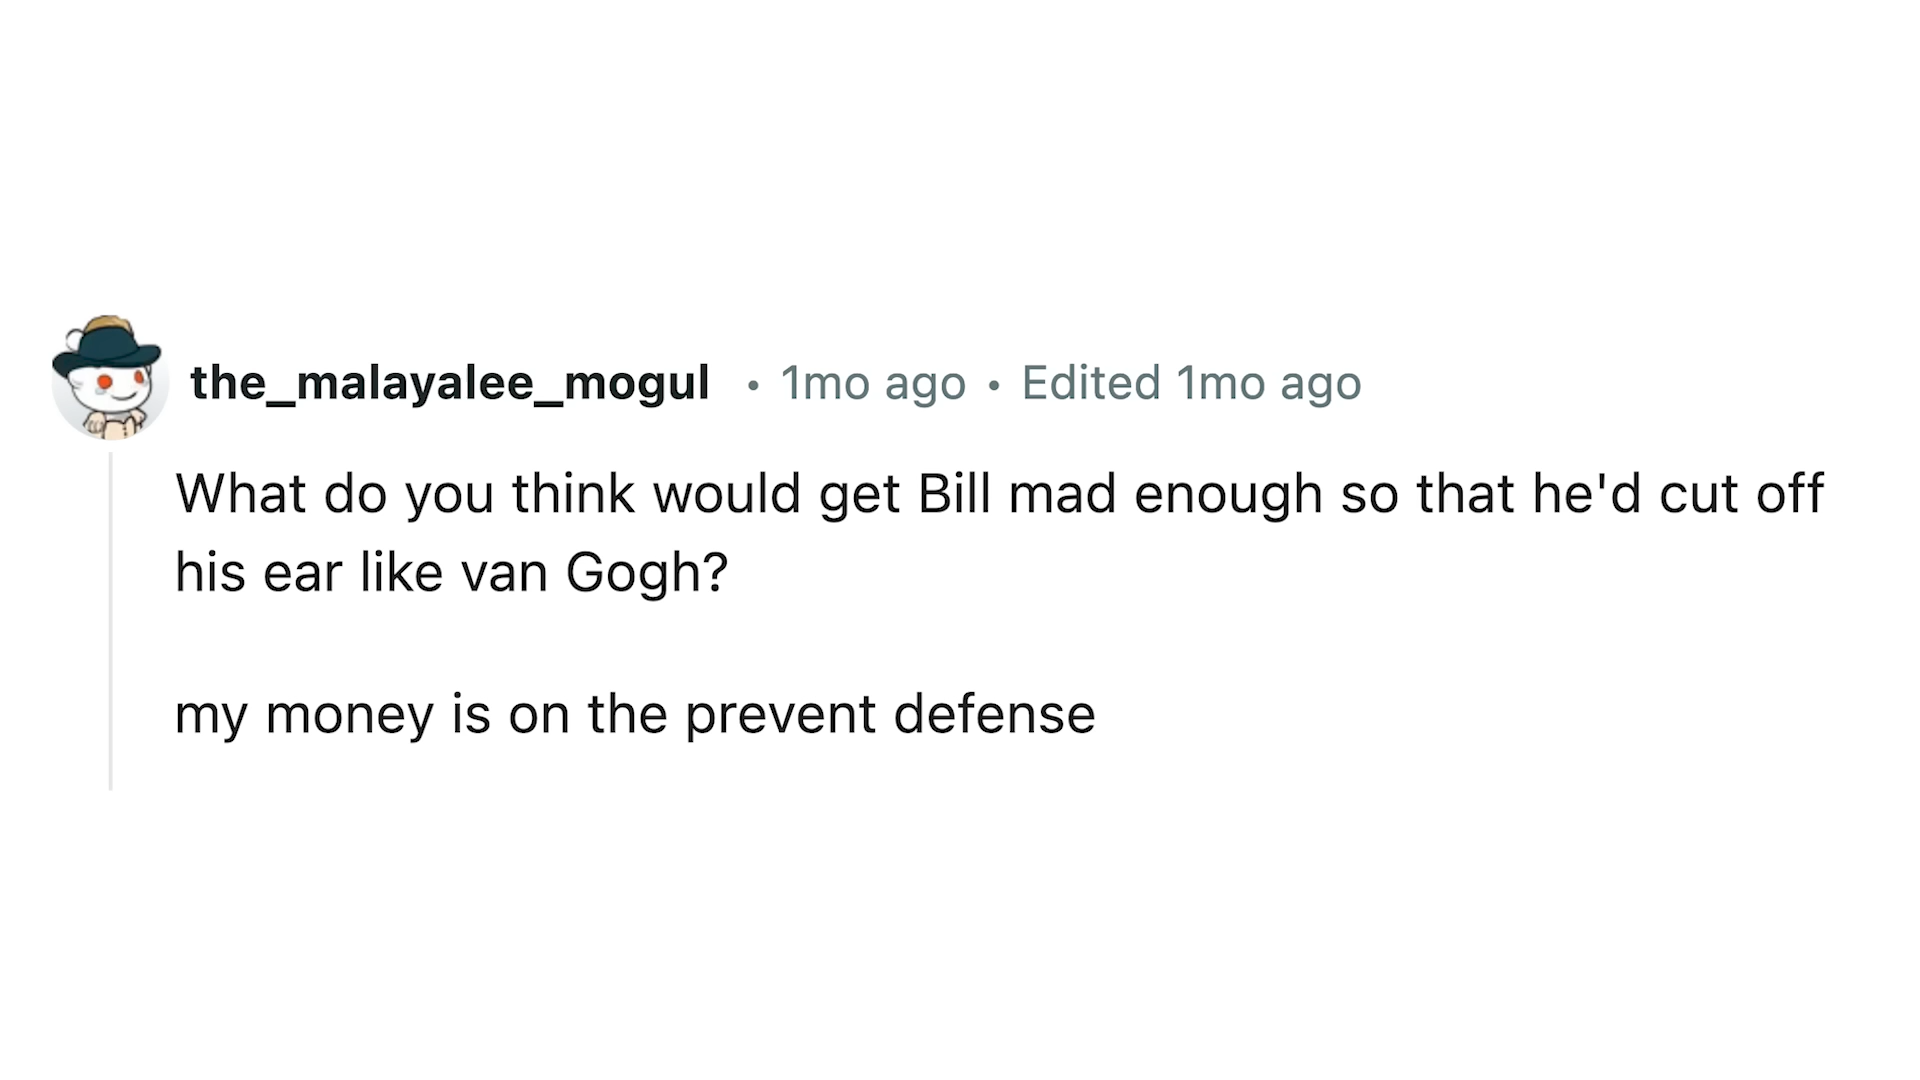 the_malayalee_mogul • 1mo ago • Edited 1mo ago
What do you think would get Bill mad enough so that he'd cut off
his ear like van Gogh?
my money is on the prevent defense